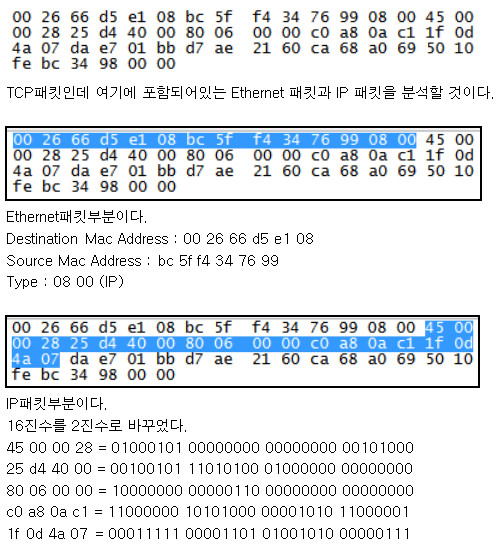 00 26 66 d5 e1 08 bc 5f f4 34 76 99 08 00 45 00
00 28 25 d4 40 00 80 06 00 00 c0 a8 0a c1 1f 0d
4a 07 da e7 01 bb d7 ae 21 60 ca 68 a0 69 50 10
fe bc 34 98 00 00
TCP패킷인데 여기에 포함되어있는 Ethernet 패킷과 IP 패킷을 분석할 것이다.
00 26 66 d5 e1 08 bc 5f f4 34 76 99 08 00 45 00
00 28 25 d4 40 00 80 06 00 00 c0 a8 0a c1 1f 0d
4a 07 da e7 01 bb d7 ae 21 60 ca 68 a0 69 50 10
fe bc 34 98 00 00
Ethernet패킷부분이다.
Destination Mac Address : 00 26 66 d5 e1 08
Source Mac Address : bc 5f f4 34 76 99
Type : 08 00 (IP)
00 26 66 d5 e1 08 bc 5f f4 34 76 99 08 00 45 00
00 28 25 d4 40 00 80 06 00 00 c0 a8 0a c1 1f 0d
4a 07 da e7 01 bb d7 ae 21 60 ca 68 a0 69 50 10
fe bc 34 98 00 00
IP패킷부분이다.
16진수를 2진수로 바꾸었다.
45 00 00 28 = 01000101 00000000 00000000 00101000
25 d4 40 00 = 00100101 11010100 01000000 00000000
80 06 00 00 = 10000000 00000110 00000000 00000000
c0 a8 0a c1 = 11000000 10101000 00001010 11000001
1f 0d 4a 07 = 00011111 00001101 01001010 00000111